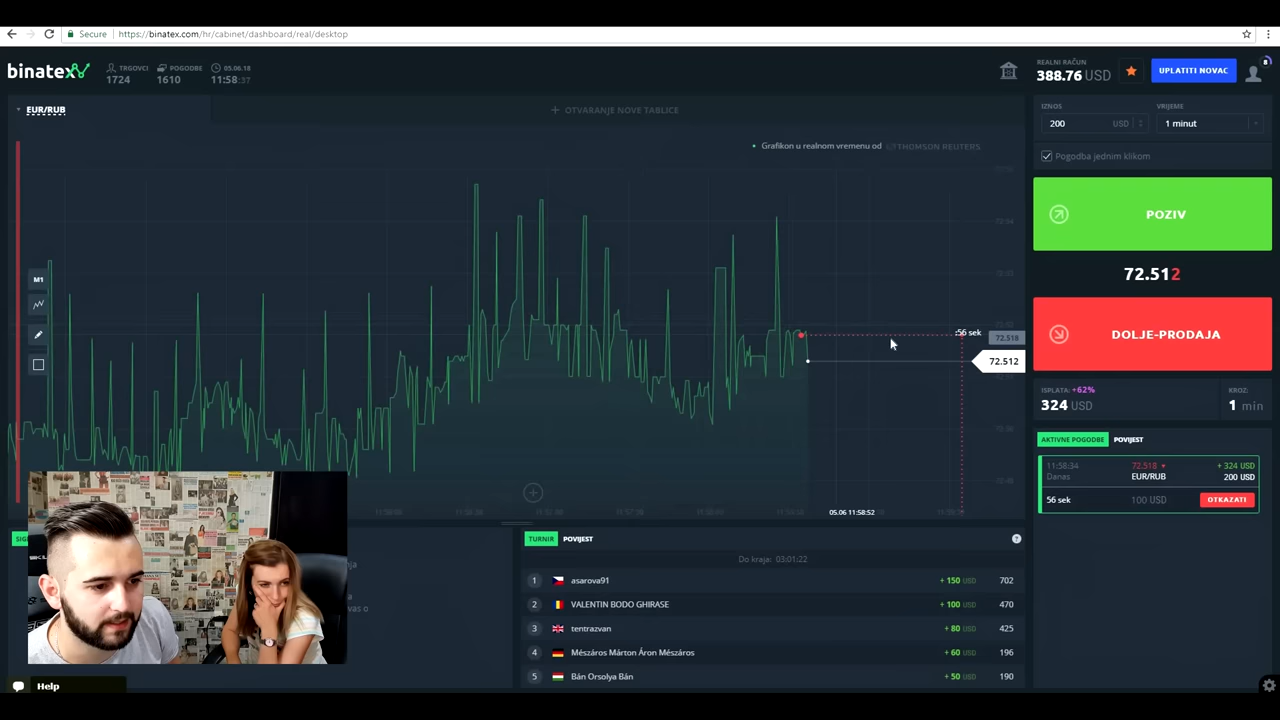 Secure
https://binatex.com/hr/cabinet/dashboard/real/desktop
binatex
TRGOVCI
1724
POGODBE
1610
05.06.18
11:58:37
REALNI RAČUN
388.76 USD
UPLATITI NOVAC
8
EUR/RUB
+ OTVARANJE NOVE TABLICE
IZNOS
200 USD
VRIJEME
1 minut
Pogodba jednim klikom
Grafikon u realnom vremenu od THOMSON REUTERS
POZIV
72.512
DOLJE-PRODAJA
M1
:56 sek
72.518
72.512
ISPLATA: +62%
324 USD
KROZ:
1 min
AKTIVNE POGODBE
POVIJEST
11:58:34
72.518
+ 324 USD
Danas
EUR/RUB
200 USD
56 sek
100 USD
OTKAZATI
05.06 11:58:52
TURNIR
POVIJEST
Do kraja: 03:01:22
1 asarova91 + 150 USD 702
2 VALENTIN BODO GHIRASE + 100 USD 470
3 tentrazvan + 80 USD 425
4 Mészáros Márton Áron Mészáros + 60 USD 196
5 Bán Orsolya Bán + 50 USD 190
Help